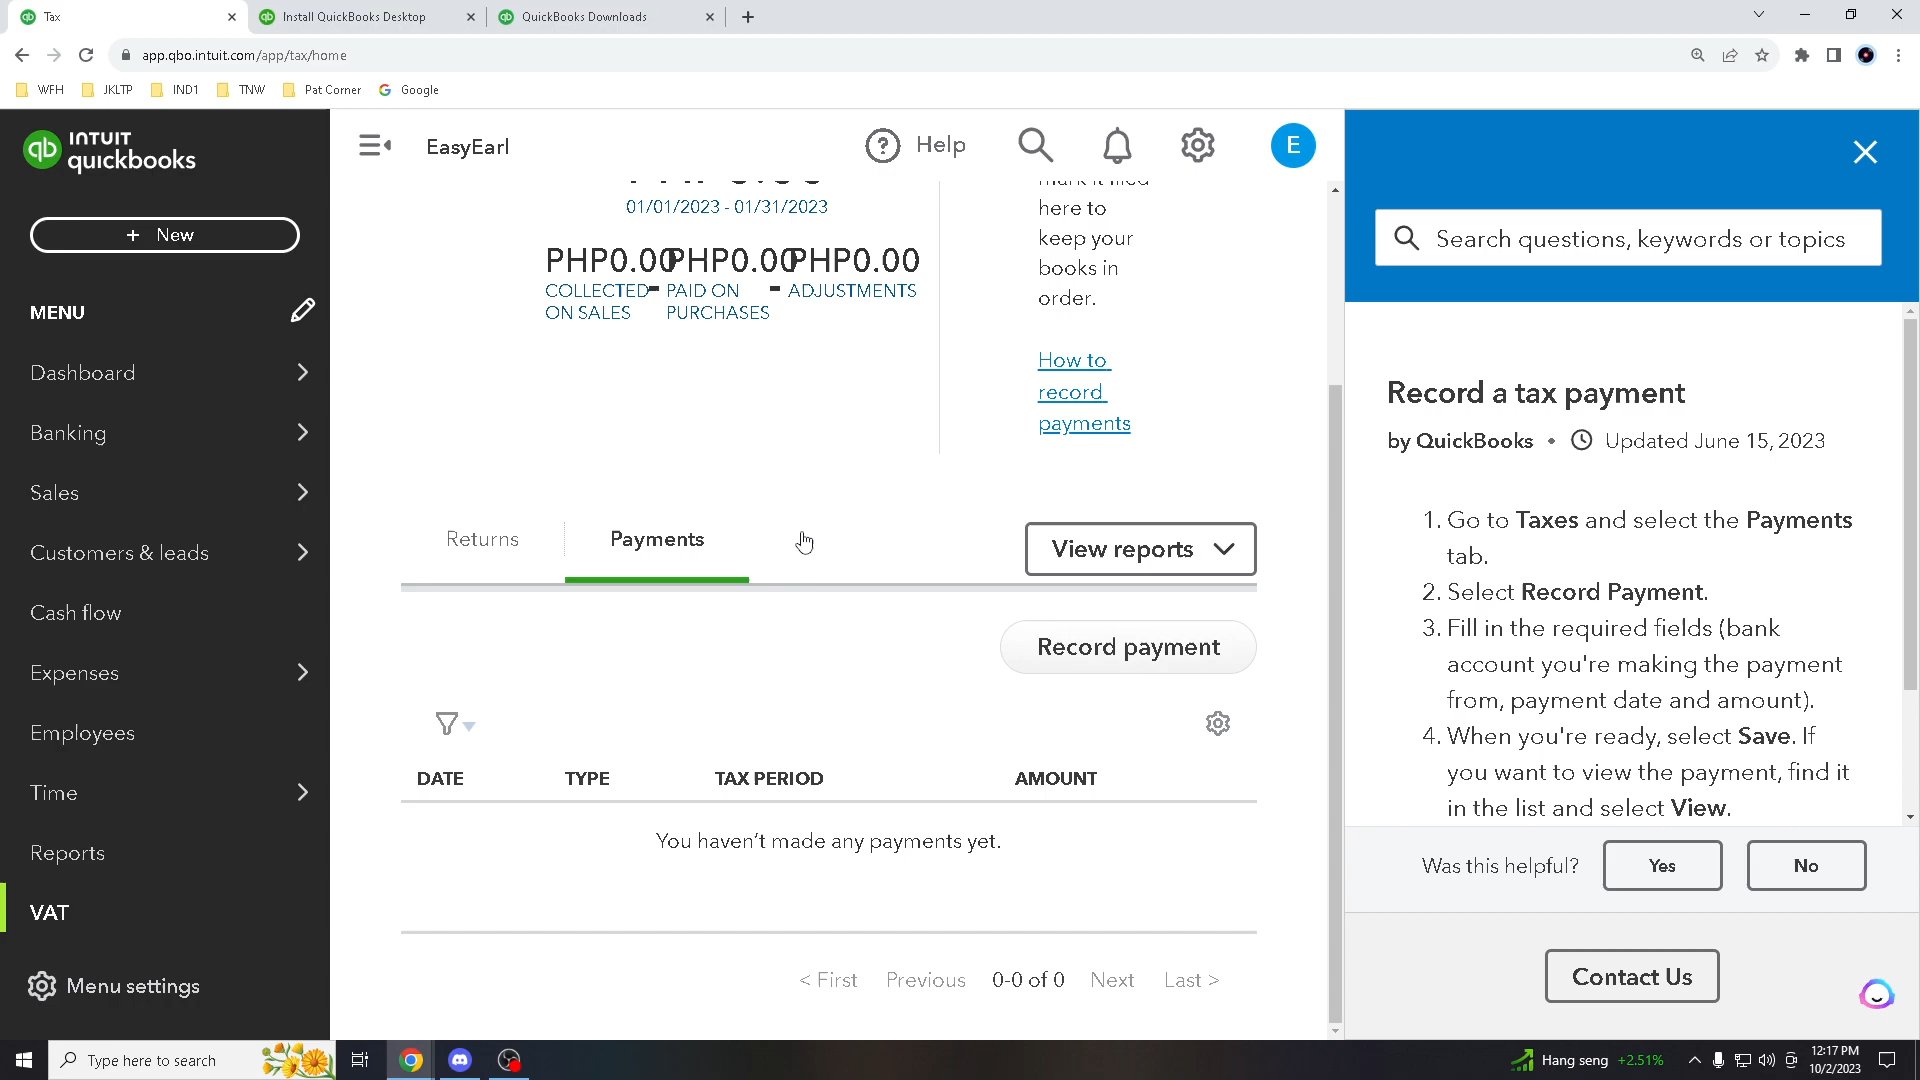 Tax
Install QuickBooks Desktop
QuickBooks Downloads
app.qbo.intuit.com/app/tax/home
WFH
JKLTP
IND1
TNW
Pat Corner
Google
INTUIT
quickbooks
+ New
MENU
Dashboard
Banking
Sales
Customers & leads
Cash flow
Expenses
Employees
Time
Reports
VAT
Menu settings
EasyEarl
Help
E
01/01/2023 - 01/31/2023
PHP0.00
COLLECTED
ON SALES
PHP0.00
PAID ON
PURCHASES
PHP0.00
ADJUSTMENTS
here to
keep your
books in
order.
How to
record
payments
Returns
Payments
View reports
Record payment
DATE TYPE TAX PERIOD AMOUNT
You haven't made any payments yet.
< First Previous 0-0 of 0 Next Last >
Search questions, keywords or topics
Record a tax payment
by QuickBooks • Updated June 15, 2023
1. Go to Taxes and select the Payments
tab.
2. Select Record Payment.
3. Fill in the required fields (bank
account you're making the payment
from, payment date and amount).
4. When you're ready, select Save. If
you want to view the payment, find it
in the list and select View.
Was this helpful?
Yes
No
Contact Us
Type here to search
Hang seng +2.51%
12:17 PM
10/2/2023